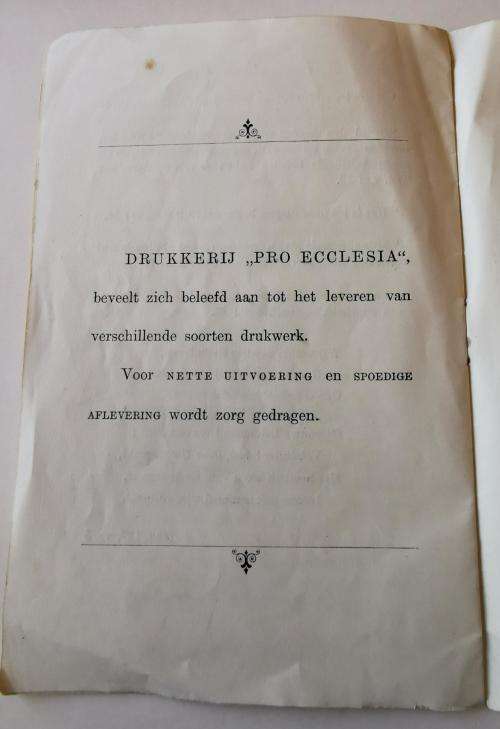 DRUKKERIJ „PRO ECCLESIA“,
beveelt zich beleefd aan tot het leveren van
verschillende soorten drukwerk.
Voor NETTE UITVOERING en SPOEDIGE
AFLEVERING wordt zorg gedragen.